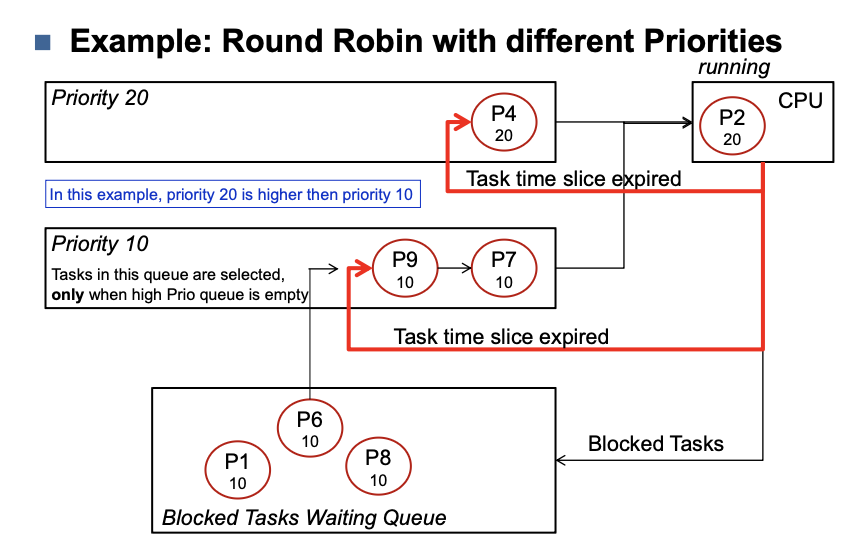 Example: Round Robin with different Priorities
running
Priority 20
P4
20
P2
20
CPU
Task time slice expired
In this example, priority 20 is higher then priority 10
Priority 10
Tasks in this queue are selected,
only when high Prio queue is empty
P9
10
P7
10
Task time slice expired
P6
10
P1
10
P8
10
Blocked Tasks
Blocked Tasks Waiting Queue